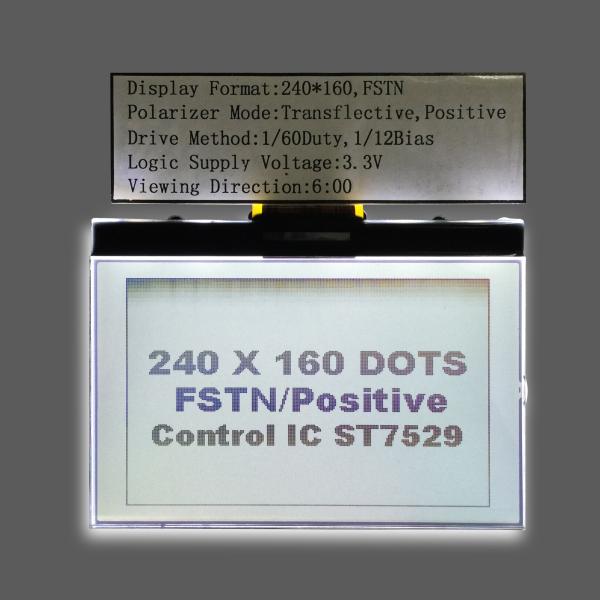 Display Format:240*160,FSTN
Polarizer Mode:Transflective,Positive
Drive Method:1/60Duty,1/12Bias
Logic Supply Voltage:3.3V
Viewing Direction:6:00
240 X 160 DOTS
FSTN/Positive
Control IC ST7529